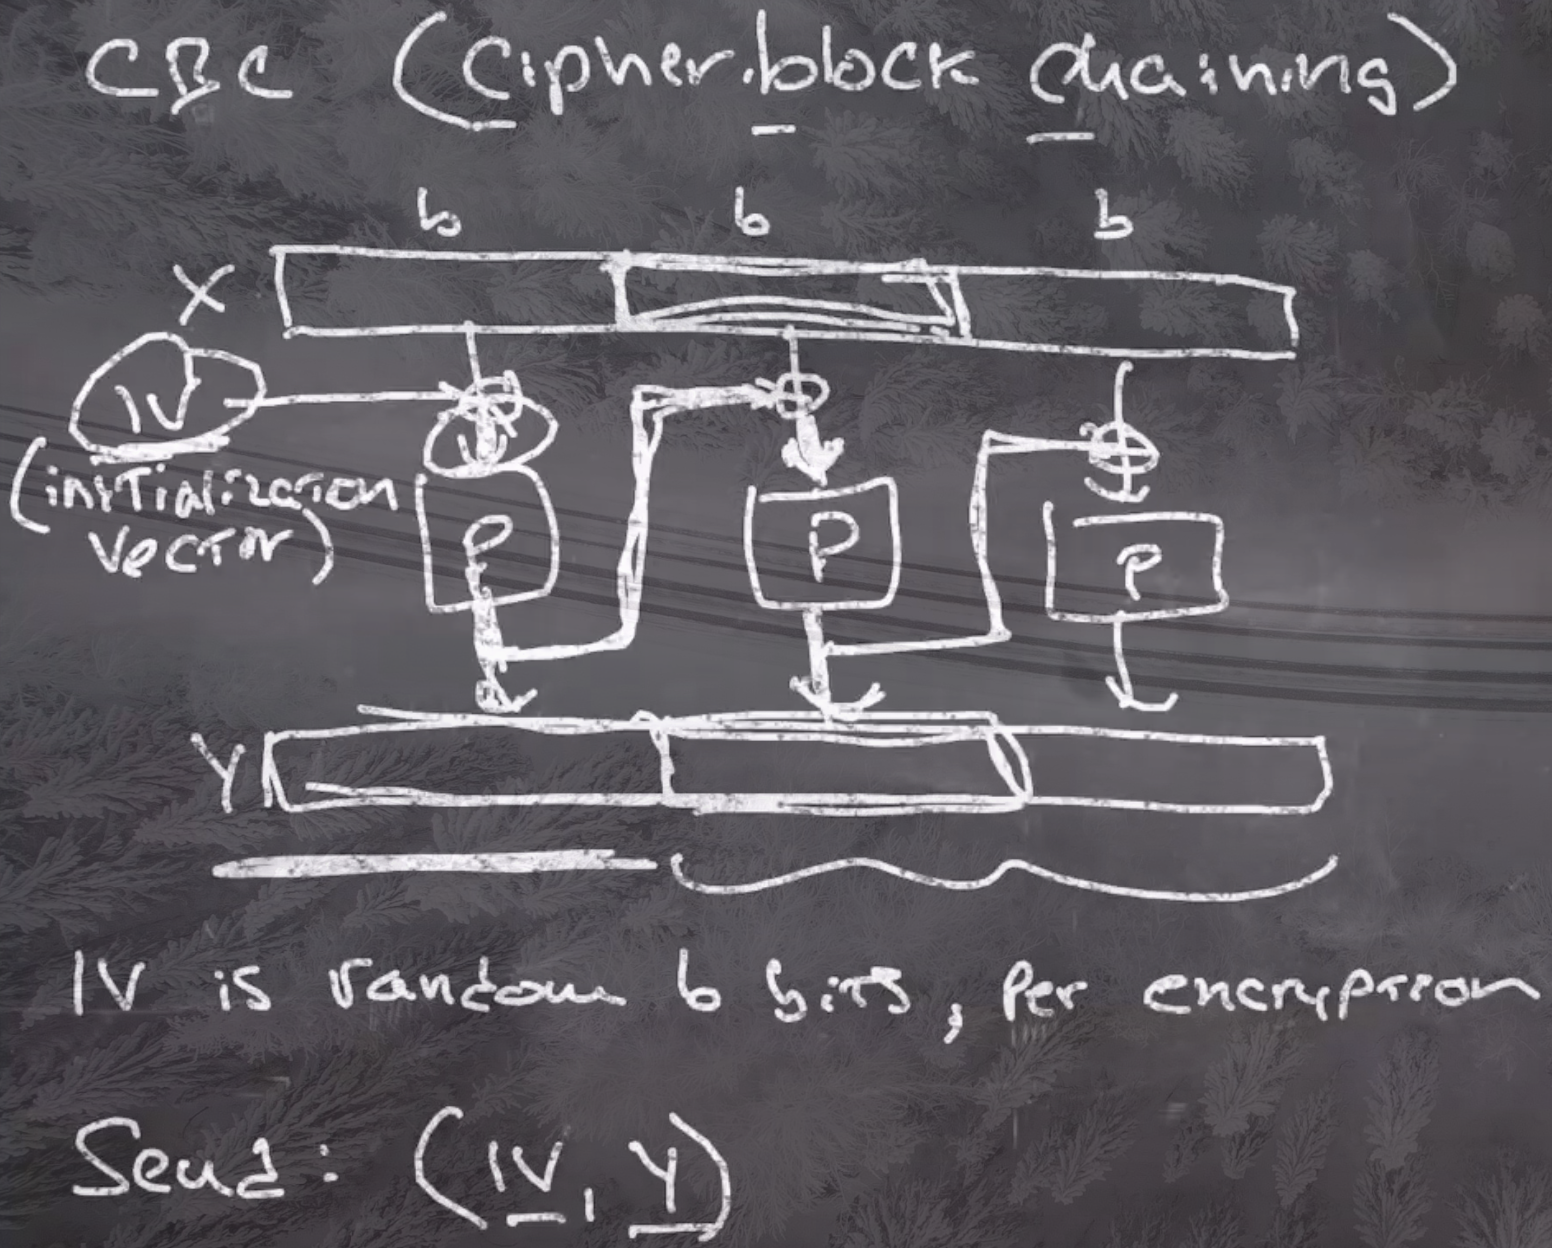 CBC (Cipher.block chaining)
b b b
X
IV
(initialization
vector)
P P P
Y
IV is random b bits, per encryption
Send: (IV, Y)